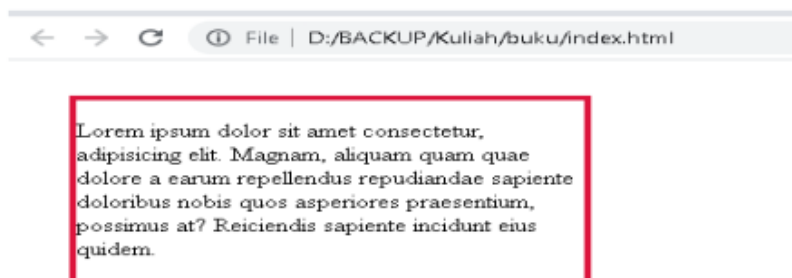 File | D:/BACKUP/Kuliah/buku/index.html
Lorem ipsum dolor sit amet consectetur,
adipisicing elit. Magnam, aliquam quam quae
dolore a earum repellendus repudiandae sapiente
doloribus nobis quos asperiores praesentium,
possimus at? Reiciendis sapiente incidunt eius
quidem.